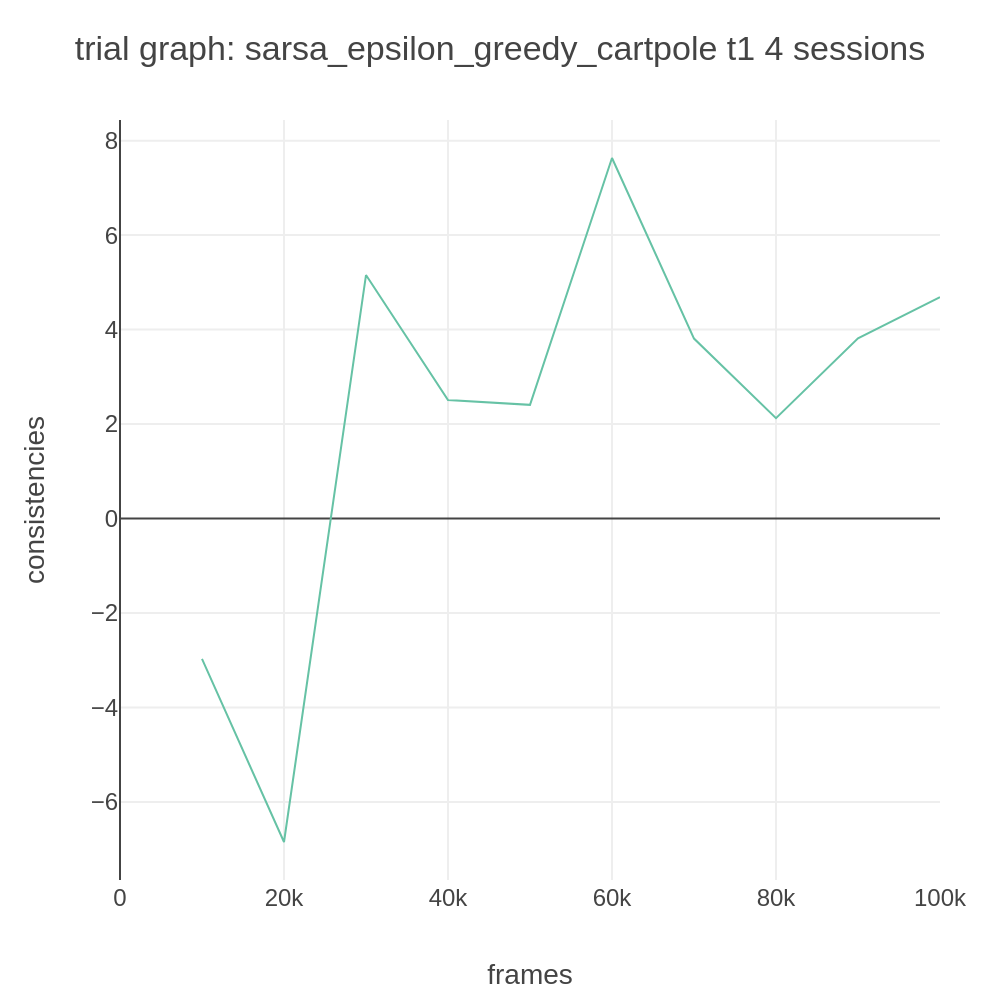 trial graph: sarsa_epsilon_greedy_cartpole t1 4 sessions
8
6
4
2
0
−2
−4
−6
consistencies
0
20k
40k
60k
80k
100k
frames